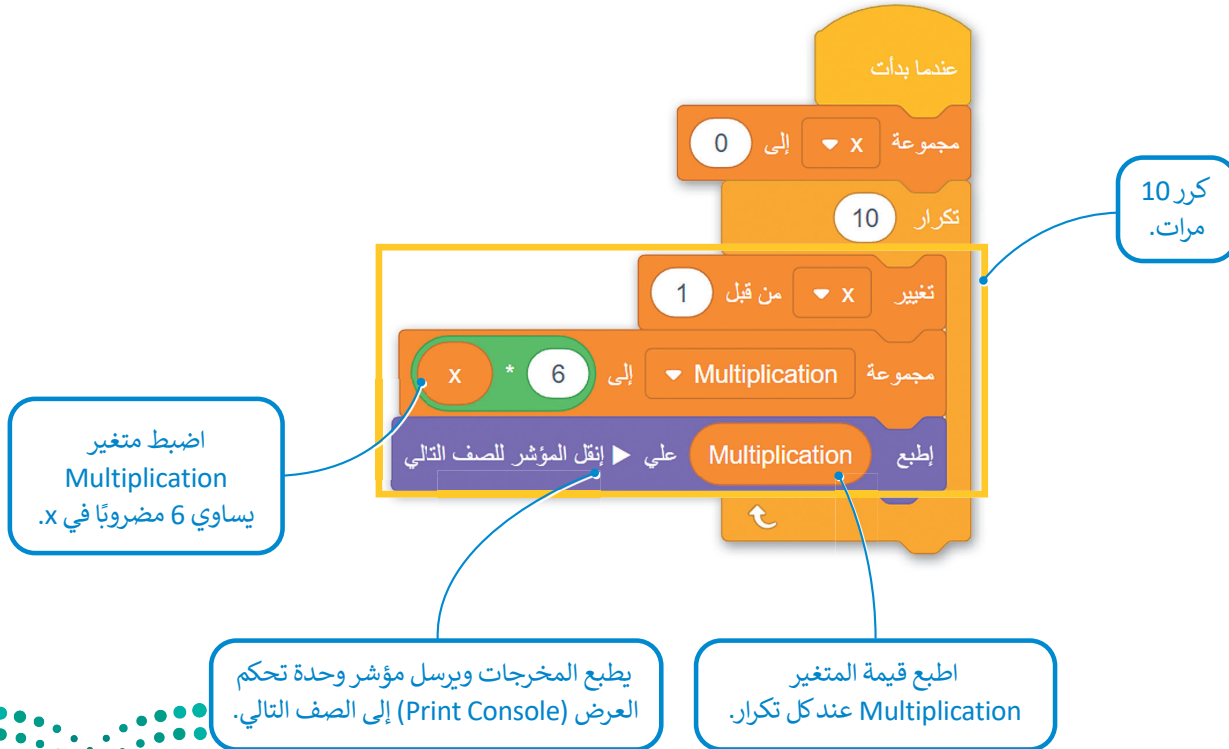 عندما بدأت
مجموعة x إلى 0
تكرار 10
كرر 10
مرات.
تغيير x من قبل 1
مجموعة Multiplication إلى 6 * x
إطبع Multiplication علي ◀ إنقل المؤشر للصف التالي
اضبط متغير
Multiplication
يساوي 6 مضروبًا في x.
اطبع قيمة المتغير
Multiplication عند كل تكرار.
يطبع المخرجات ويرسل مؤشر وحدة تحكم
العرض (Print Console) إلى الصف التالي.